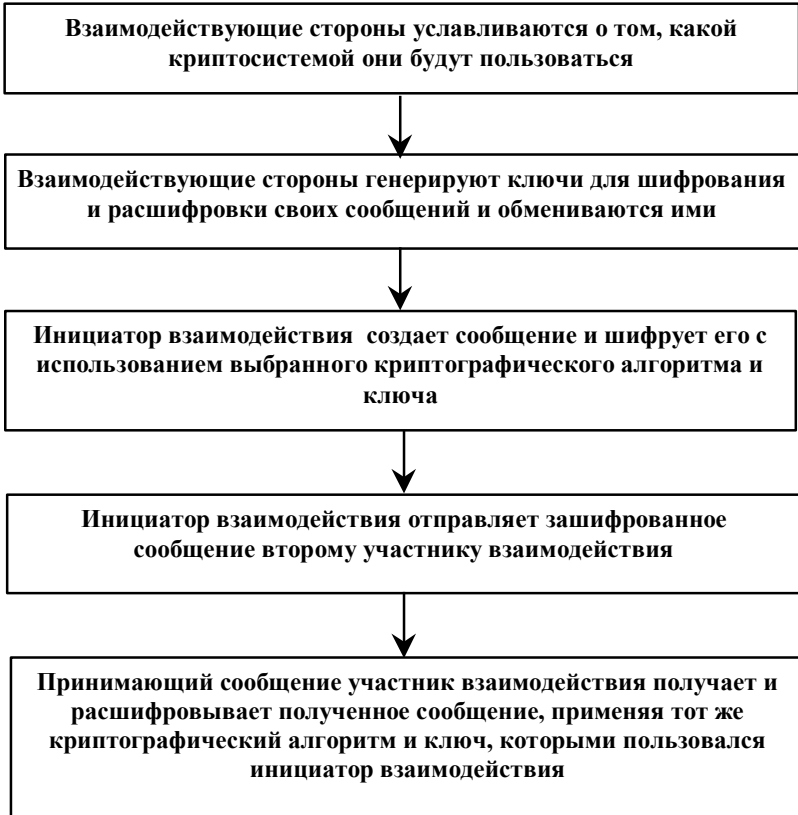 Взаимодействующие стороны уславливаются о том, какой
криптосистемой они будут пользоваться
Взаимодействующие стороны генерируют ключи для шифрования
и расшифровки своих сообщений и обмениваются ими
Инициатор взаимодействия создает сообщение и шифрует его с
использованием выбранного криптографического алгоритма и
ключа
Инициатор взаимодействия отправляет зашифрованное
сообщение второму участнику взаимодействия
Принимающий сообщение участник взаимодействия получает и
расшифровывает полученное сообщение, применяя тот же
криптографический алгоритм и ключ, которыми пользовался
инициатор взаимодействия